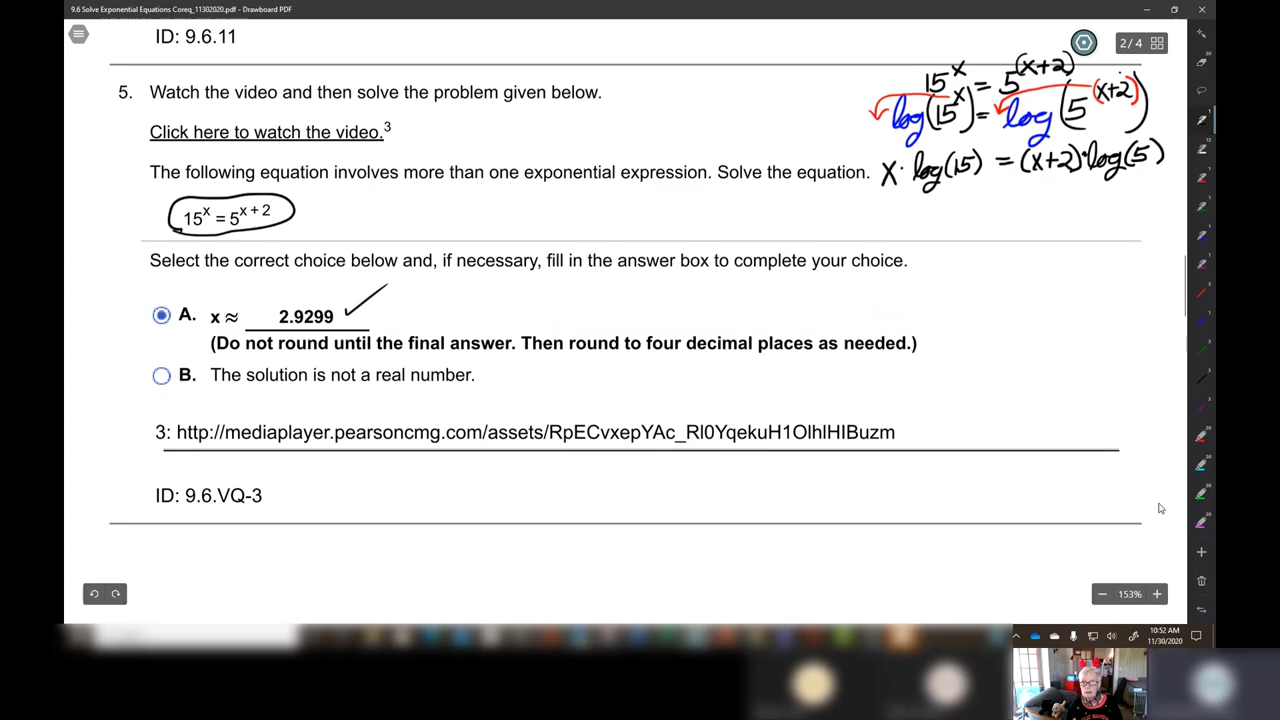 9.6 Solve Exponential Equations Coreq_11302020.pdf - Drawboard PDF
ID: 9.6.11
2 / 4
15^x = 5^(x+2)
5. Watch the video and then solve the problem given below.
log(15^x) = log(5^(x+2))
Click here to watch the video.3
x · log(15) = (x+2) · log(5)
The following equation involves more than one exponential expression. Solve the equation.
15^x = 5^x + 2
Select the correct choice below and, if necessary, fill in the answer box to complete your choice.
A. x ≈ 2.9299 ✓
(Do not round until the final answer. Then round to four decimal places as needed.)
B. The solution is not a real number.
3: http://mediaplayer.pearsoncmg.com/assets/RpECvxepYAc_Rl0YqekuH1OlhlHIBuzm
ID: 9.6.VQ-3
153%
10:52 AM
11/30/2020